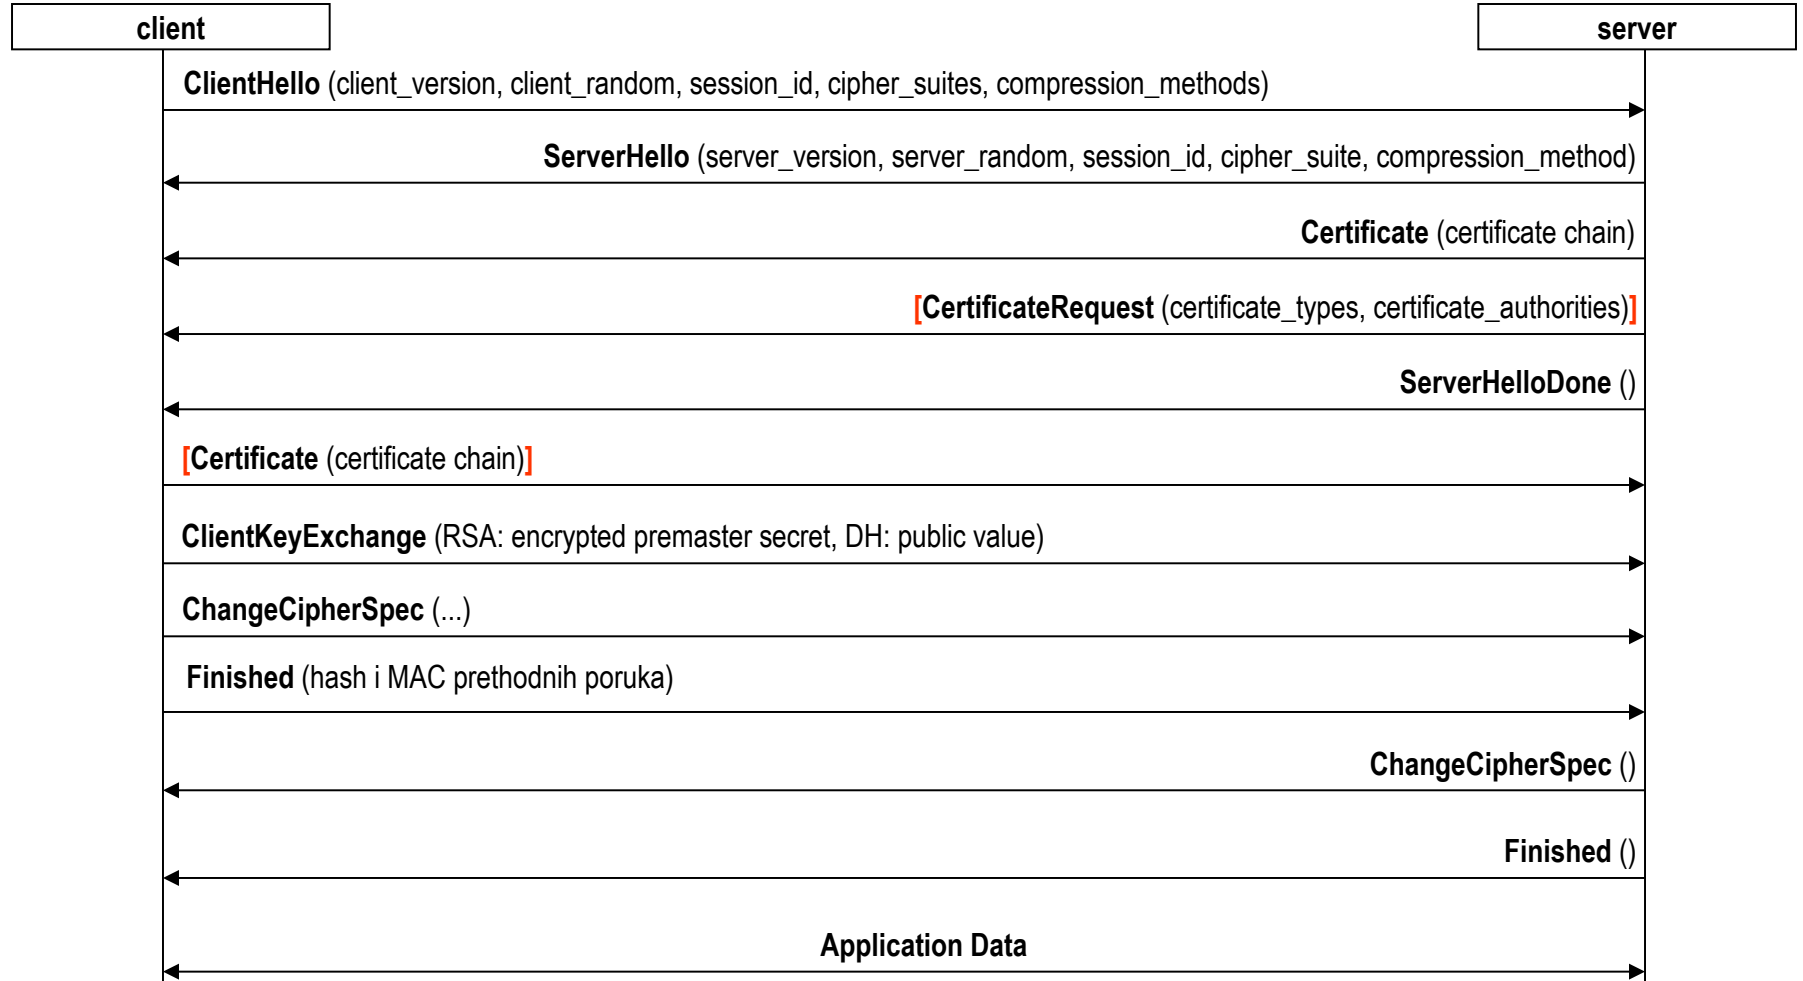 client
server
ClientHello (client_version, client_random, session_id, cipher_suites, compression_methods)
ServerHello (server_version, server_random, session_id, cipher_suite, compression_method)
Certificate (certificate chain)
[CertificateRequest (certificate_types, certificate_authorities)]
ServerHelloDone ()
[Certificate (certificate chain)]
ClientKeyExchange (RSA: encrypted premaster secret, DH: public value)
ChangeCipherSpec (...)
Finished (hash i MAC prethodnih poruka)
ChangeCipherSpec ()
Finished ()
Application Data